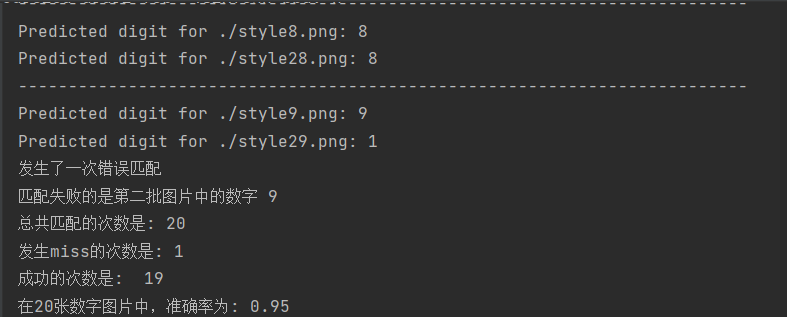 ---------------------------------------------------------------------------
Predicted digit for ./style8.png: 8
Predicted digit for ./style28.png: 8
---------------------------------------------------------------------------
Predicted digit for ./style9.png: 9
Predicted digit for ./style29.png: 1
发生了一次错误匹配
匹配失败的是第二批图片中的数字 9
总共匹配的次数是: 20
发生miss的次数是: 1
成功的次数是:  19
在20张数字图片中，准确率为: 0.95